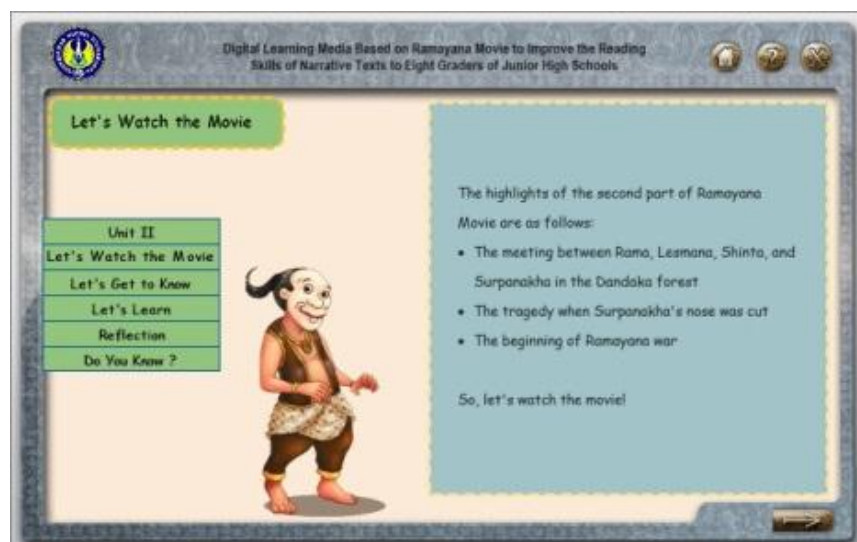 Digital Learning Media Based on Ramayana Movie to Improve the Reading
Skills of Narrative Texts to Eight Graders of Junior High Schools
Let's Watch the Movie
Unit II
Let's Watch the Movie
Let's Get to Know
Let's Learn
Reflection
Do You Know ?
The highlights of the second part of Ramayana
Movie are as follows:
• The meeting between Rama, Lesmana, Shinta, and
Surpanakha in the Dandaka forest
• The tragedy when Surpanakha's nose was cut
• The beginning of Ramayana war
So, let's watch the movie!